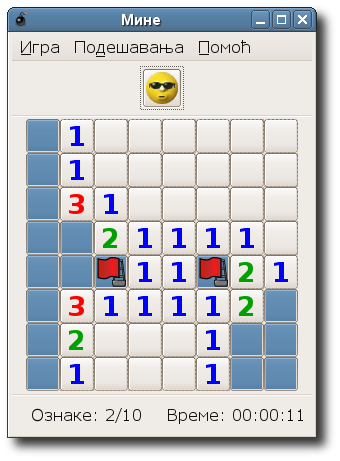 Мине
Игра Подешавања Помоћ
1
1
3 1
2 1 1 1 1
1 1 2 1
3 1 1 1 1 2
2 1
1 1
Ознаке: 2/10 Време: 00:00:11